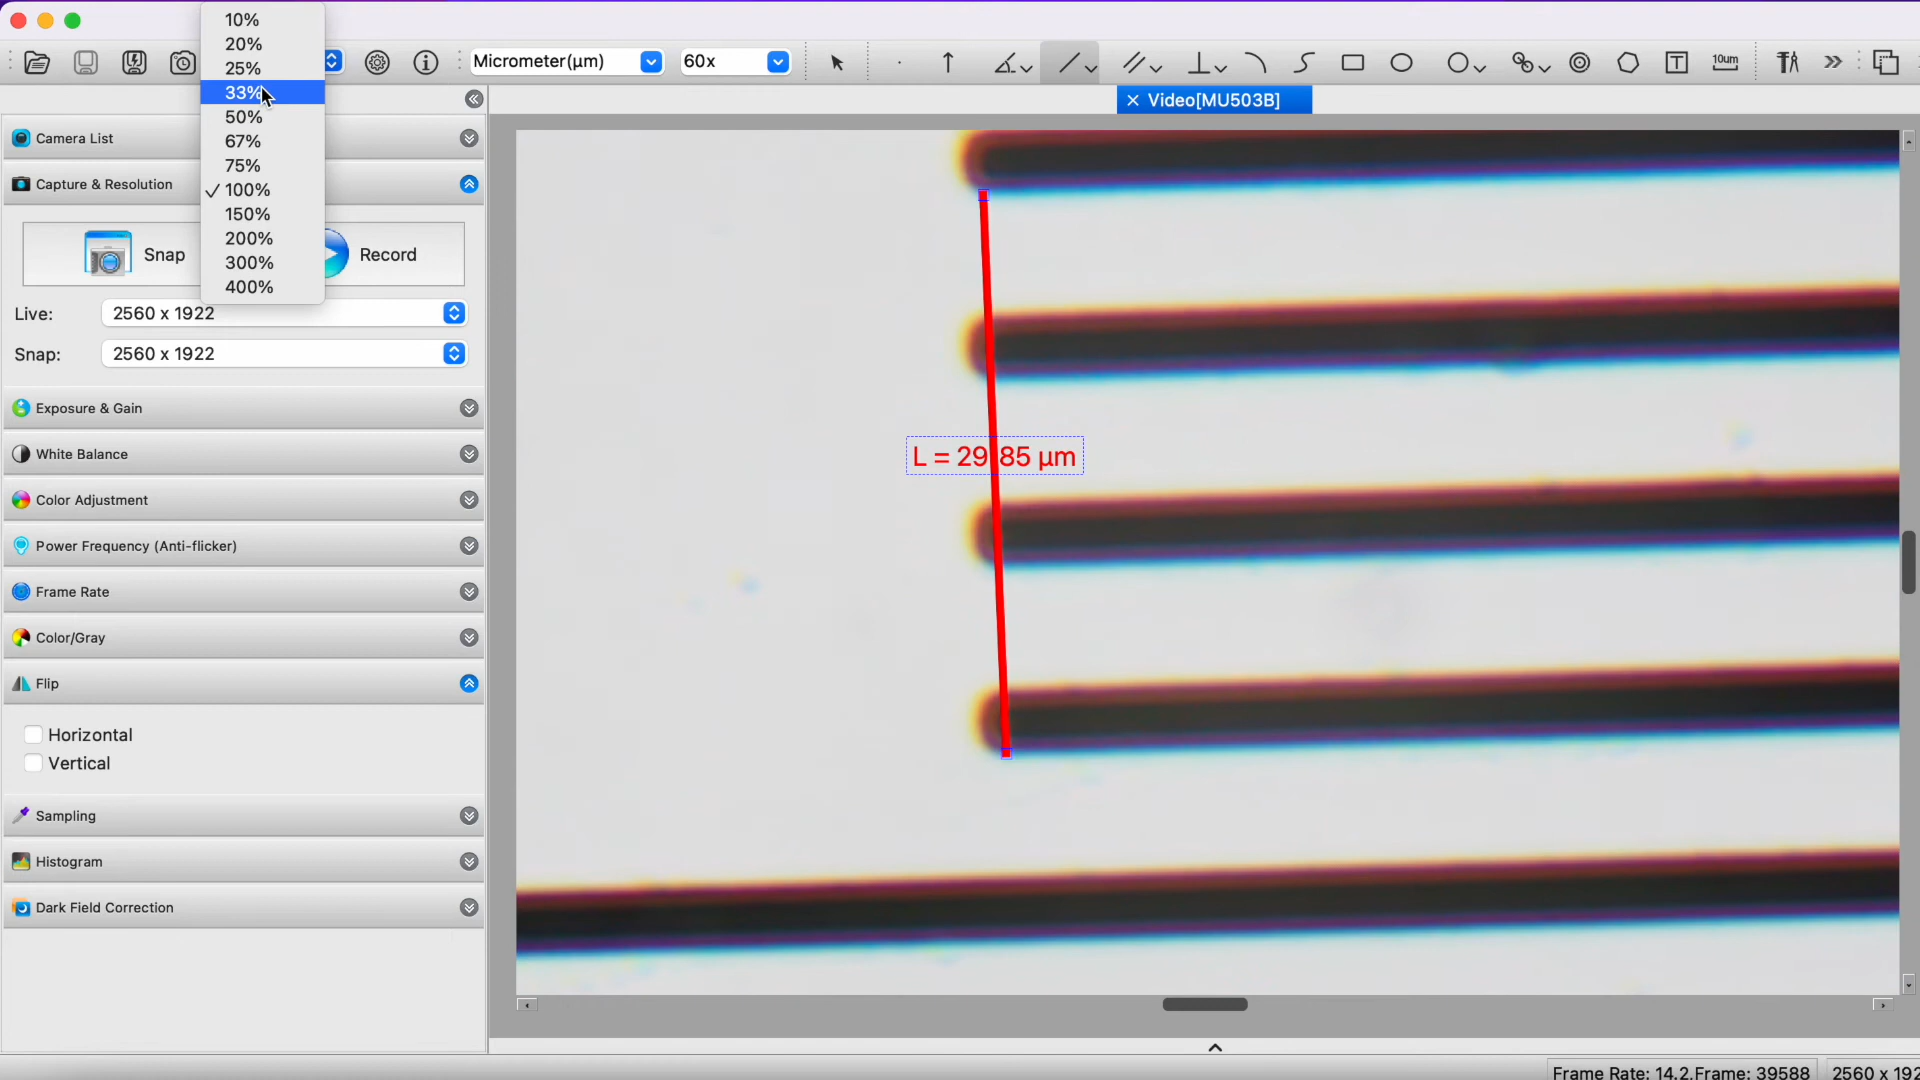 10%
20%
25%
33%
50%
67%
75%
100%
150%
200%
300%
400%
Micrometer(µm)
60x
10um
Video[MU503B]
Camera List
Capture & Resolution
Snap
Record
Live:
2560 x 1922
Snap:
2560 x 1922
Exposure & Gain
White Balance
Color Adjustment
Power Frequency (Anti-flicker)
Frame Rate
Color/Gray
Flip
Horizontal
Vertical
Sampling
Histogram
Dark Field Correction
L = 29.85 µm
Frame Rate: 14.2,Frame: 39588
2560 x 192